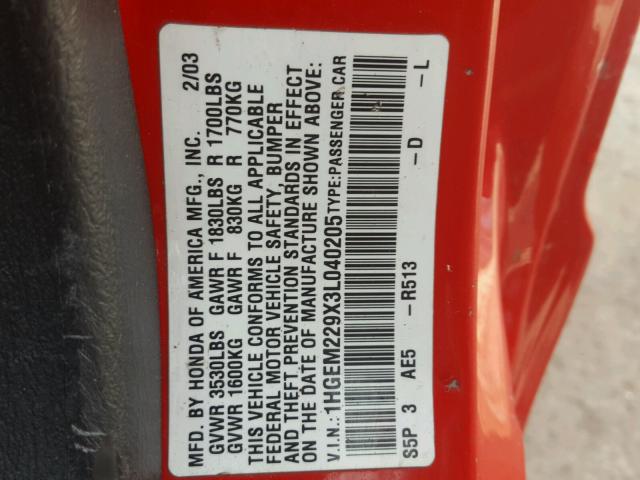 MFD. BY HONDA OF AMERICA MFG., INC. 2/03
GVWR 3530LBS GAWR F 1830LBS R 1700LBS
GVWR 1600KG GAWR F 830KG R 770KG
THIS VEHICLE CONFORMS TO ALL APPLICABLE
FEDERAL MOTOR VEHICLE SAFETY, BUMPER
AND THEFT PREVENTION STANDARDS IN EFFECT
ON THE DATE OF MANUFACTURE SHOWN ABOVE:
V.I.N.: 1HGEM229X3L040205 TYPE:PASSENGER CAR
S5P 3 AE5 -R513 -D -L